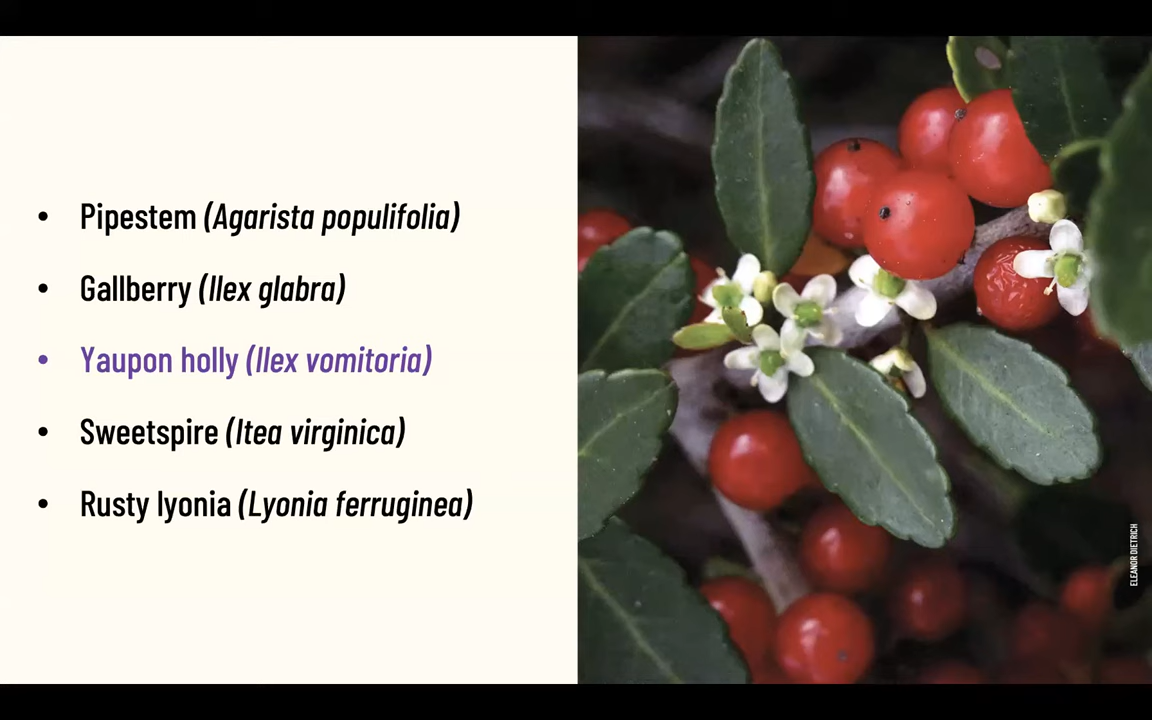 • Pipestem (Agarista populifolia)
• Gallberry (Ilex glabra)
• Yaupon holly (Ilex vomitoria)
• Sweetspire (Itea virginica)
• Rusty lyonia (Lyonia ferruginea)
ELEANOR DIETRICH